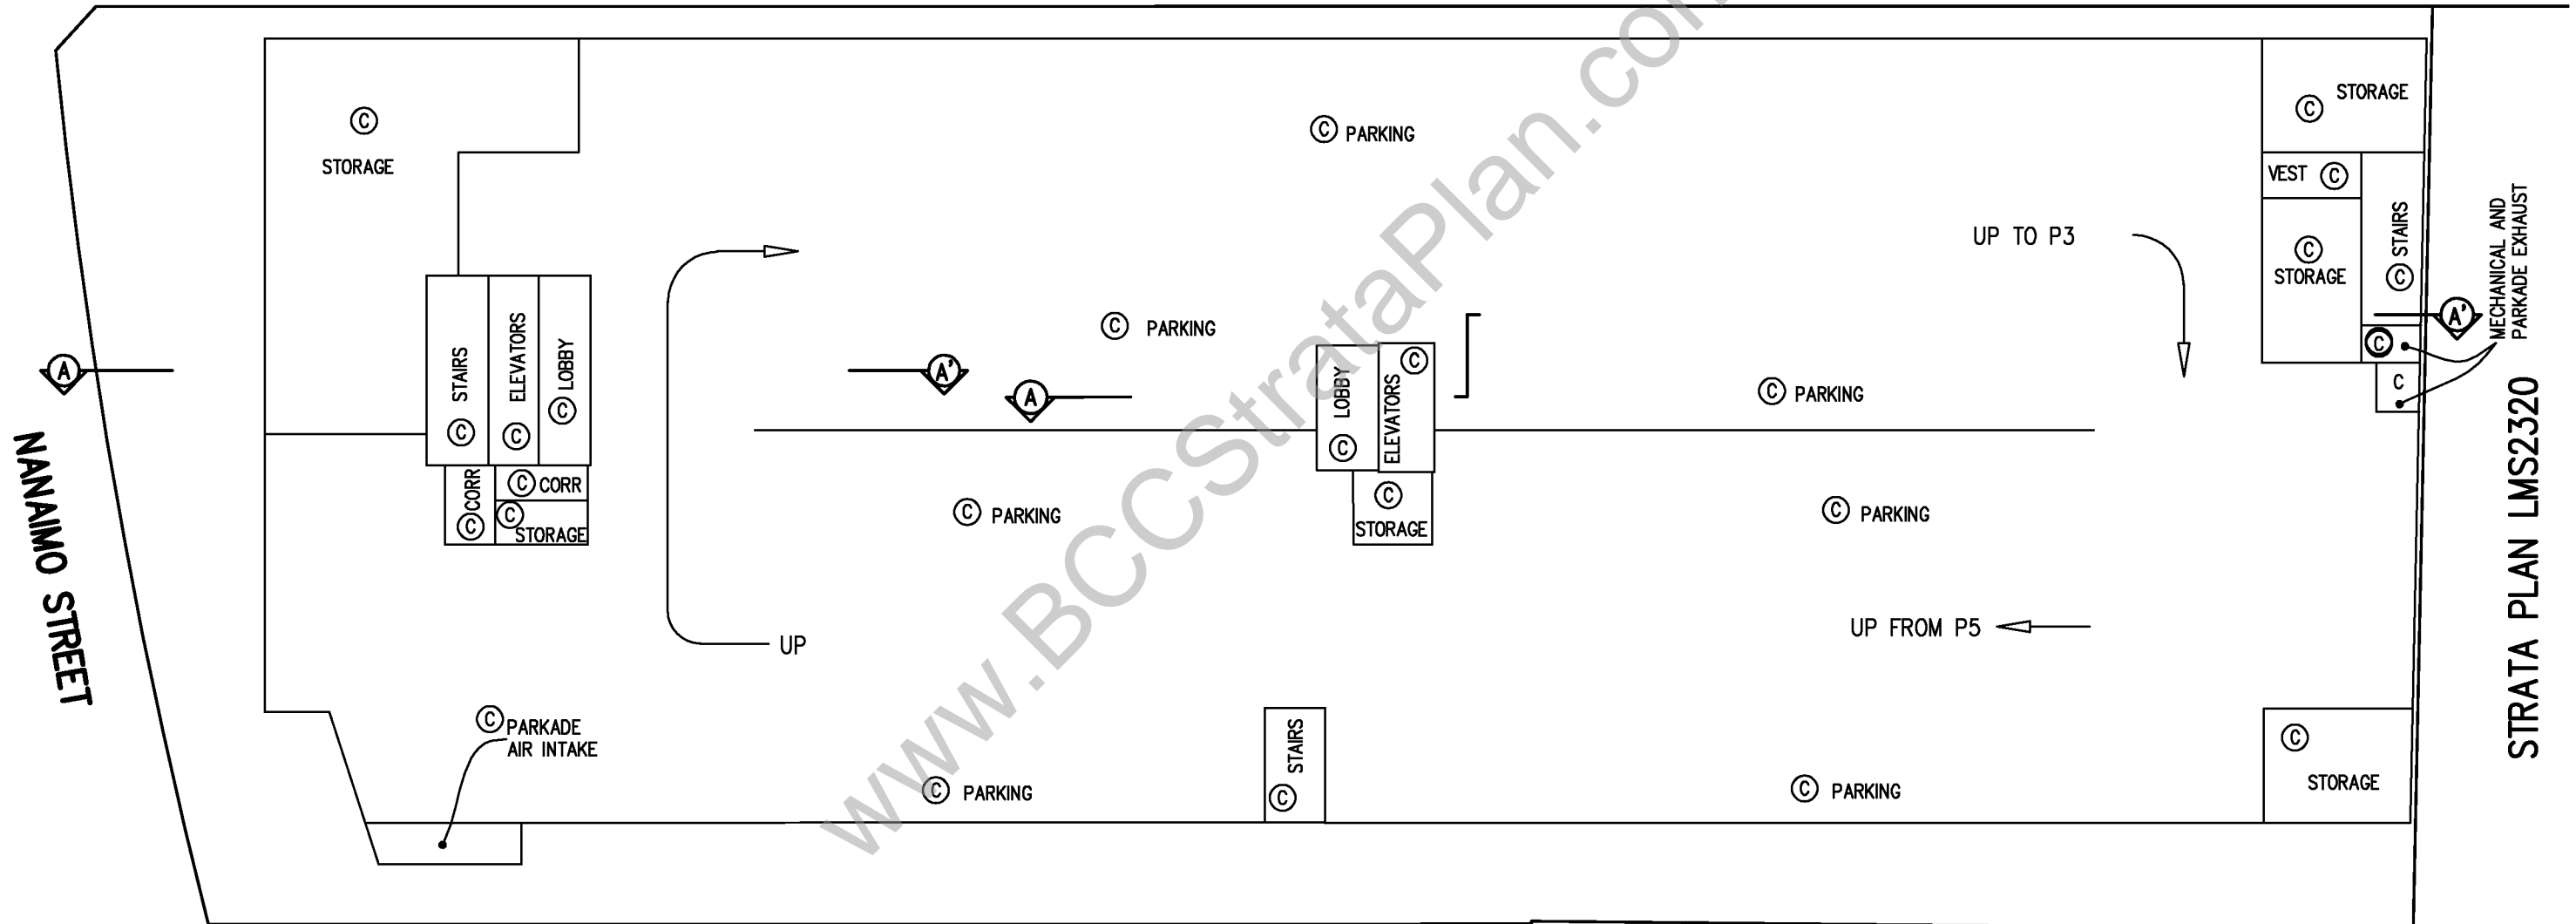 C
STORAGE
C PARKING
C
STORAGE
VEST C
C
STORAGE
STAIRS
C
MECHANICAL AND
PARKADE EXHAUST
UP TO P3
A
STAIRS
C
ELEVATORS
C
LOBBY
C
A'
A
C PARKING
LOBBY
C
ELEVATORS
C
C PARKING
A'
C
C
CORR
C
C CORR
C
STORAGE
C PARKING
C
STORAGE
C PARKING
NANAIMO STREET
STRATA PLAN LMS2320
UP
UP FROM P5
C PARKADE
AIR INTAKE
C PARKING
STAIRS
C
C PARKING
C
STORAGE
www.BCCStrataPlan.com